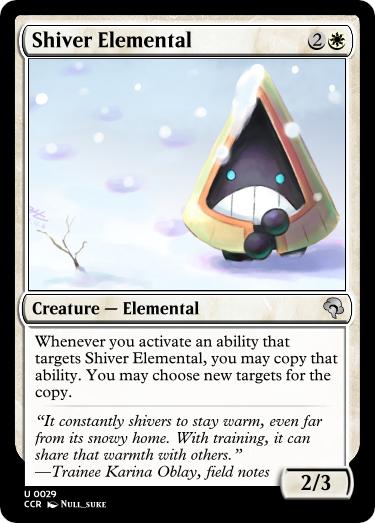 Shiver Elemental 2
Creature — Elemental
Whenever you activate an ability that
targets Shiver Elemental, you may copy that
ability. You may choose new targets for the
copy.
“It constantly shivers to stay warm, even far
from its snowy home. With training, it can
share that warmth with others.”
—Trainee Karina Oblay, field notes
2/3
U 0029
CCR Null_suke